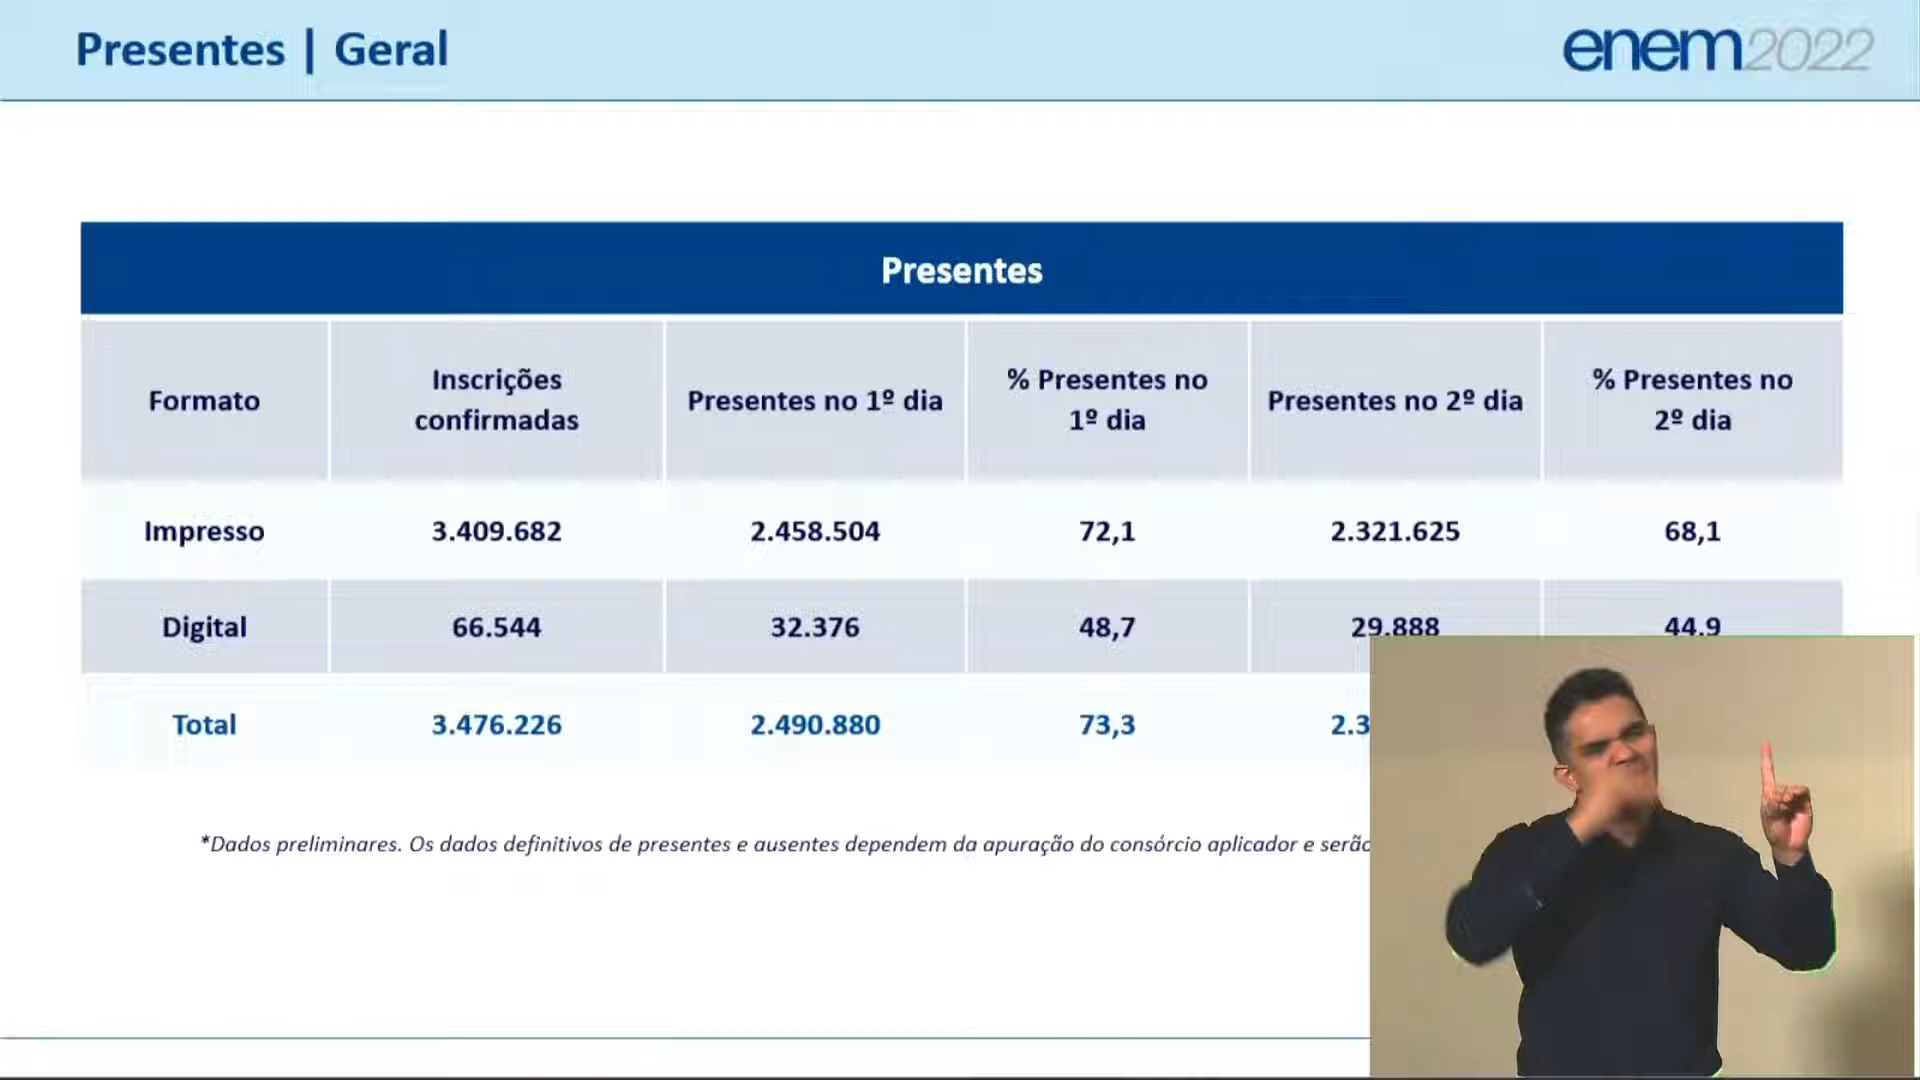 Presentes | Geral
enem2022
Presentes
Formato
Inscrições
confirmadas
Presentes no 1º dia
% Presentes no
1º dia
Presentes no 2º dia
% Presentes no
2º dia
Impresso 3.409.682 2.458.504 72,1 2.321.625 68,1
Digital 66.544 32.376 48,7 29.888 44,9
Total 3.476.226 2.490.880 73,3 2.3
*Dados preliminares. Os dados definitivos de presentes e ausentes dependem da apuração do consórcio aplicador e serão